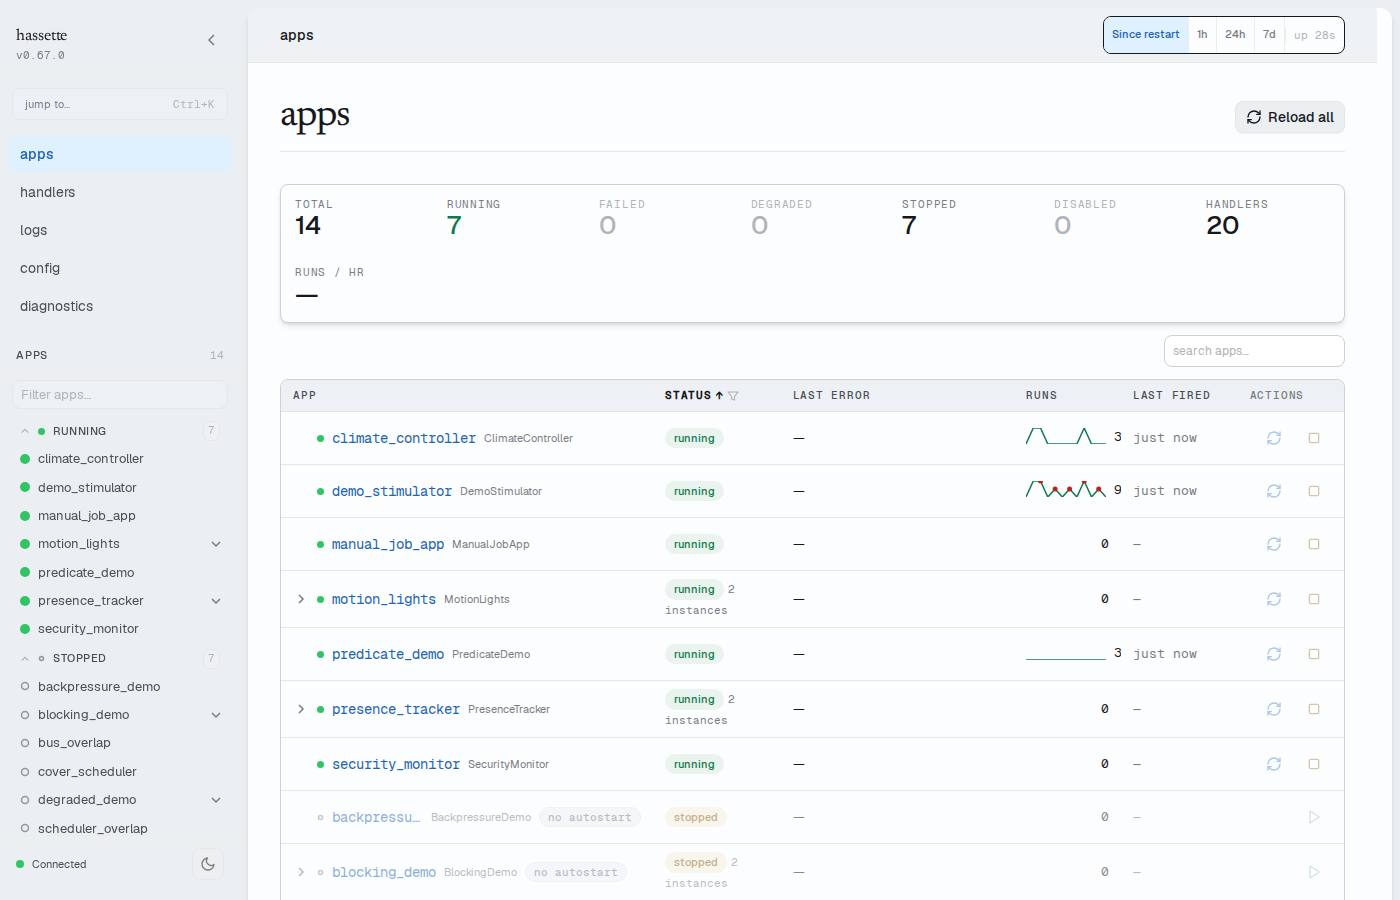 hassette
v0.67.0
jump to… Ctrl+K
apps
handlers
logs
config
diagnostics
APPS 14
Filter apps…
RUNNING 7
climate_controller
demo_stimulator
manual_job_app
motion_lights
predicate_demo
presence_tracker
security_monitor
STOPPED 7
backpressure_demo
blocking_demo
bus_overlap
cover_scheduler
degraded_demo
scheduler_overlap
Connected
apps
Since restart 1h 24h 7d up 28s
apps
Reload all
TOTAL RUNNING FAILED DEGRADED STOPPED DISABLED HANDLERS
14 7 0 0 7 0 20
RUNS / HR
—
search apps…
APP STATUS ↑ LAST ERROR RUNS LAST FIRED ACTIONS
climate_controller ClimateController running — 3 just now
demo_stimulator DemoStimulator running — 9 just now
manual_job_app ManualJobApp running — 0 —
motion_lights MotionLights running 2 instances — 0 —
predicate_demo PredicateDemo running — 3 just now
presence_tracker PresenceTracker running 2 instances — 0 —
security_monitor SecurityMonitor running — 0 —
backpressu… BackpressureDemo no autostart stopped — 0 —
blocking_demo BlockingDemo no autostart stopped 2 instances — 0 —